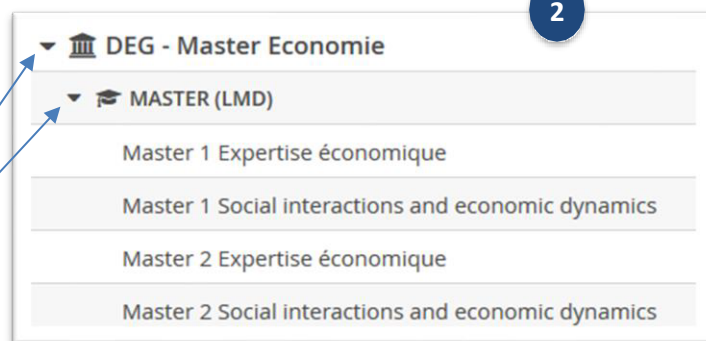 2
DEG - Master Economie
MASTER (LMD)
Master 1 Expertise économique
Master 1 Social interactions and economic dynamics
Master 2 Expertise économique
Master 2 Social interactions and economic dynamics